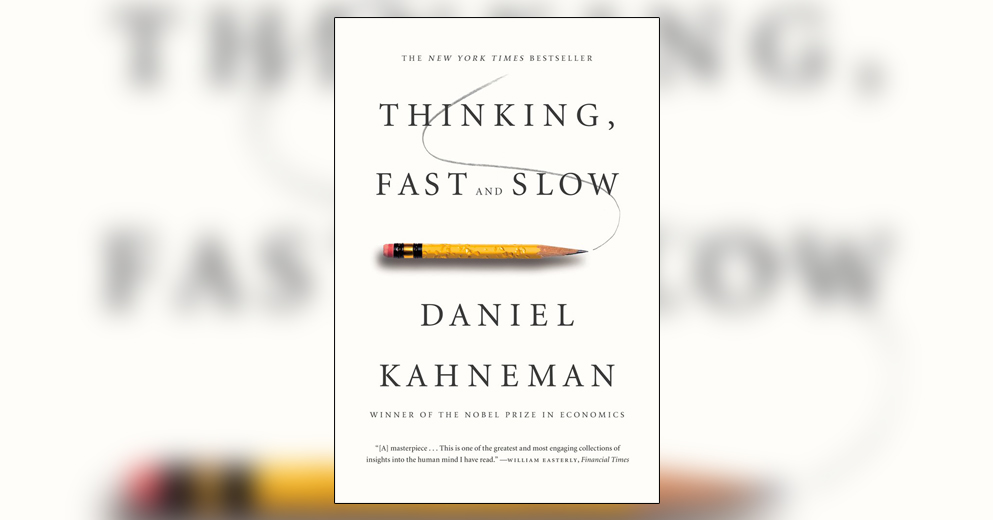 THE NEW YORK TIMES BESTSELLER
THINKING,
FAST AND SLOW
DANIEL
KAHNEMAN
WINNER OF THE NOBEL PRIZE IN ECONOMICS
"[A] masperpiece . . . This is one of the greatest and most engaging collections of
insights into the human mind I have read." —WILLIAM EASTERLY, Financial Times